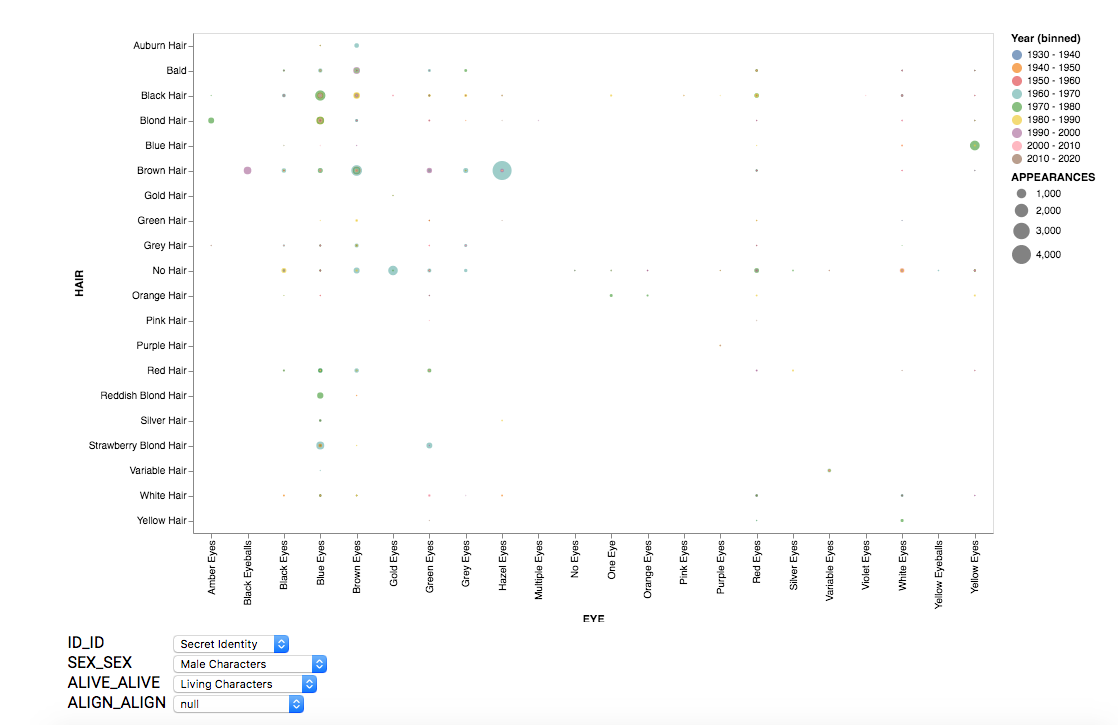 Auburn Hair
Bald
Black Hair
Blond Hair
Blue Hair
Brown Hair
Gold Hair
Green Hair
Grey Hair
No Hair
Orange Hair
Pink Hair
Purple Hair
Red Hair
Reddish Blond Hair
Silver Hair
Strawberry Blond Hair
Variable Hair
White Hair
Yellow Hair
HAIR
Amber Eyes
Black Eyeballs
Black Eyes
Blue Eyes
Brown Eyes
Gold Eyes
Green Eyes
Grey Eyes
Hazel Eyes
Multiple Eyes
No Eyes
One Eye
Orange Eyes
Pink Eyes
Purple Eyes
Red Eyes
Silver Eyes
Variable Eyes
Violet Eyes
White Eyes
Yellow Eyeballs
Yellow Eyes
EYE
Year (binned)
1930 - 1940
1940 - 1950
1950 - 1960
1960 - 1970
1970 - 1980
1980 - 1990
1990 - 2000
2000 - 2010
2010 - 2020
APPEARANCES
1,000
2,000
3,000
4,000
ID_ID Secret Identity
SEX_SEX Male Characters
ALIVE_ALIVE Living Characters
ALIGN_ALIGN null